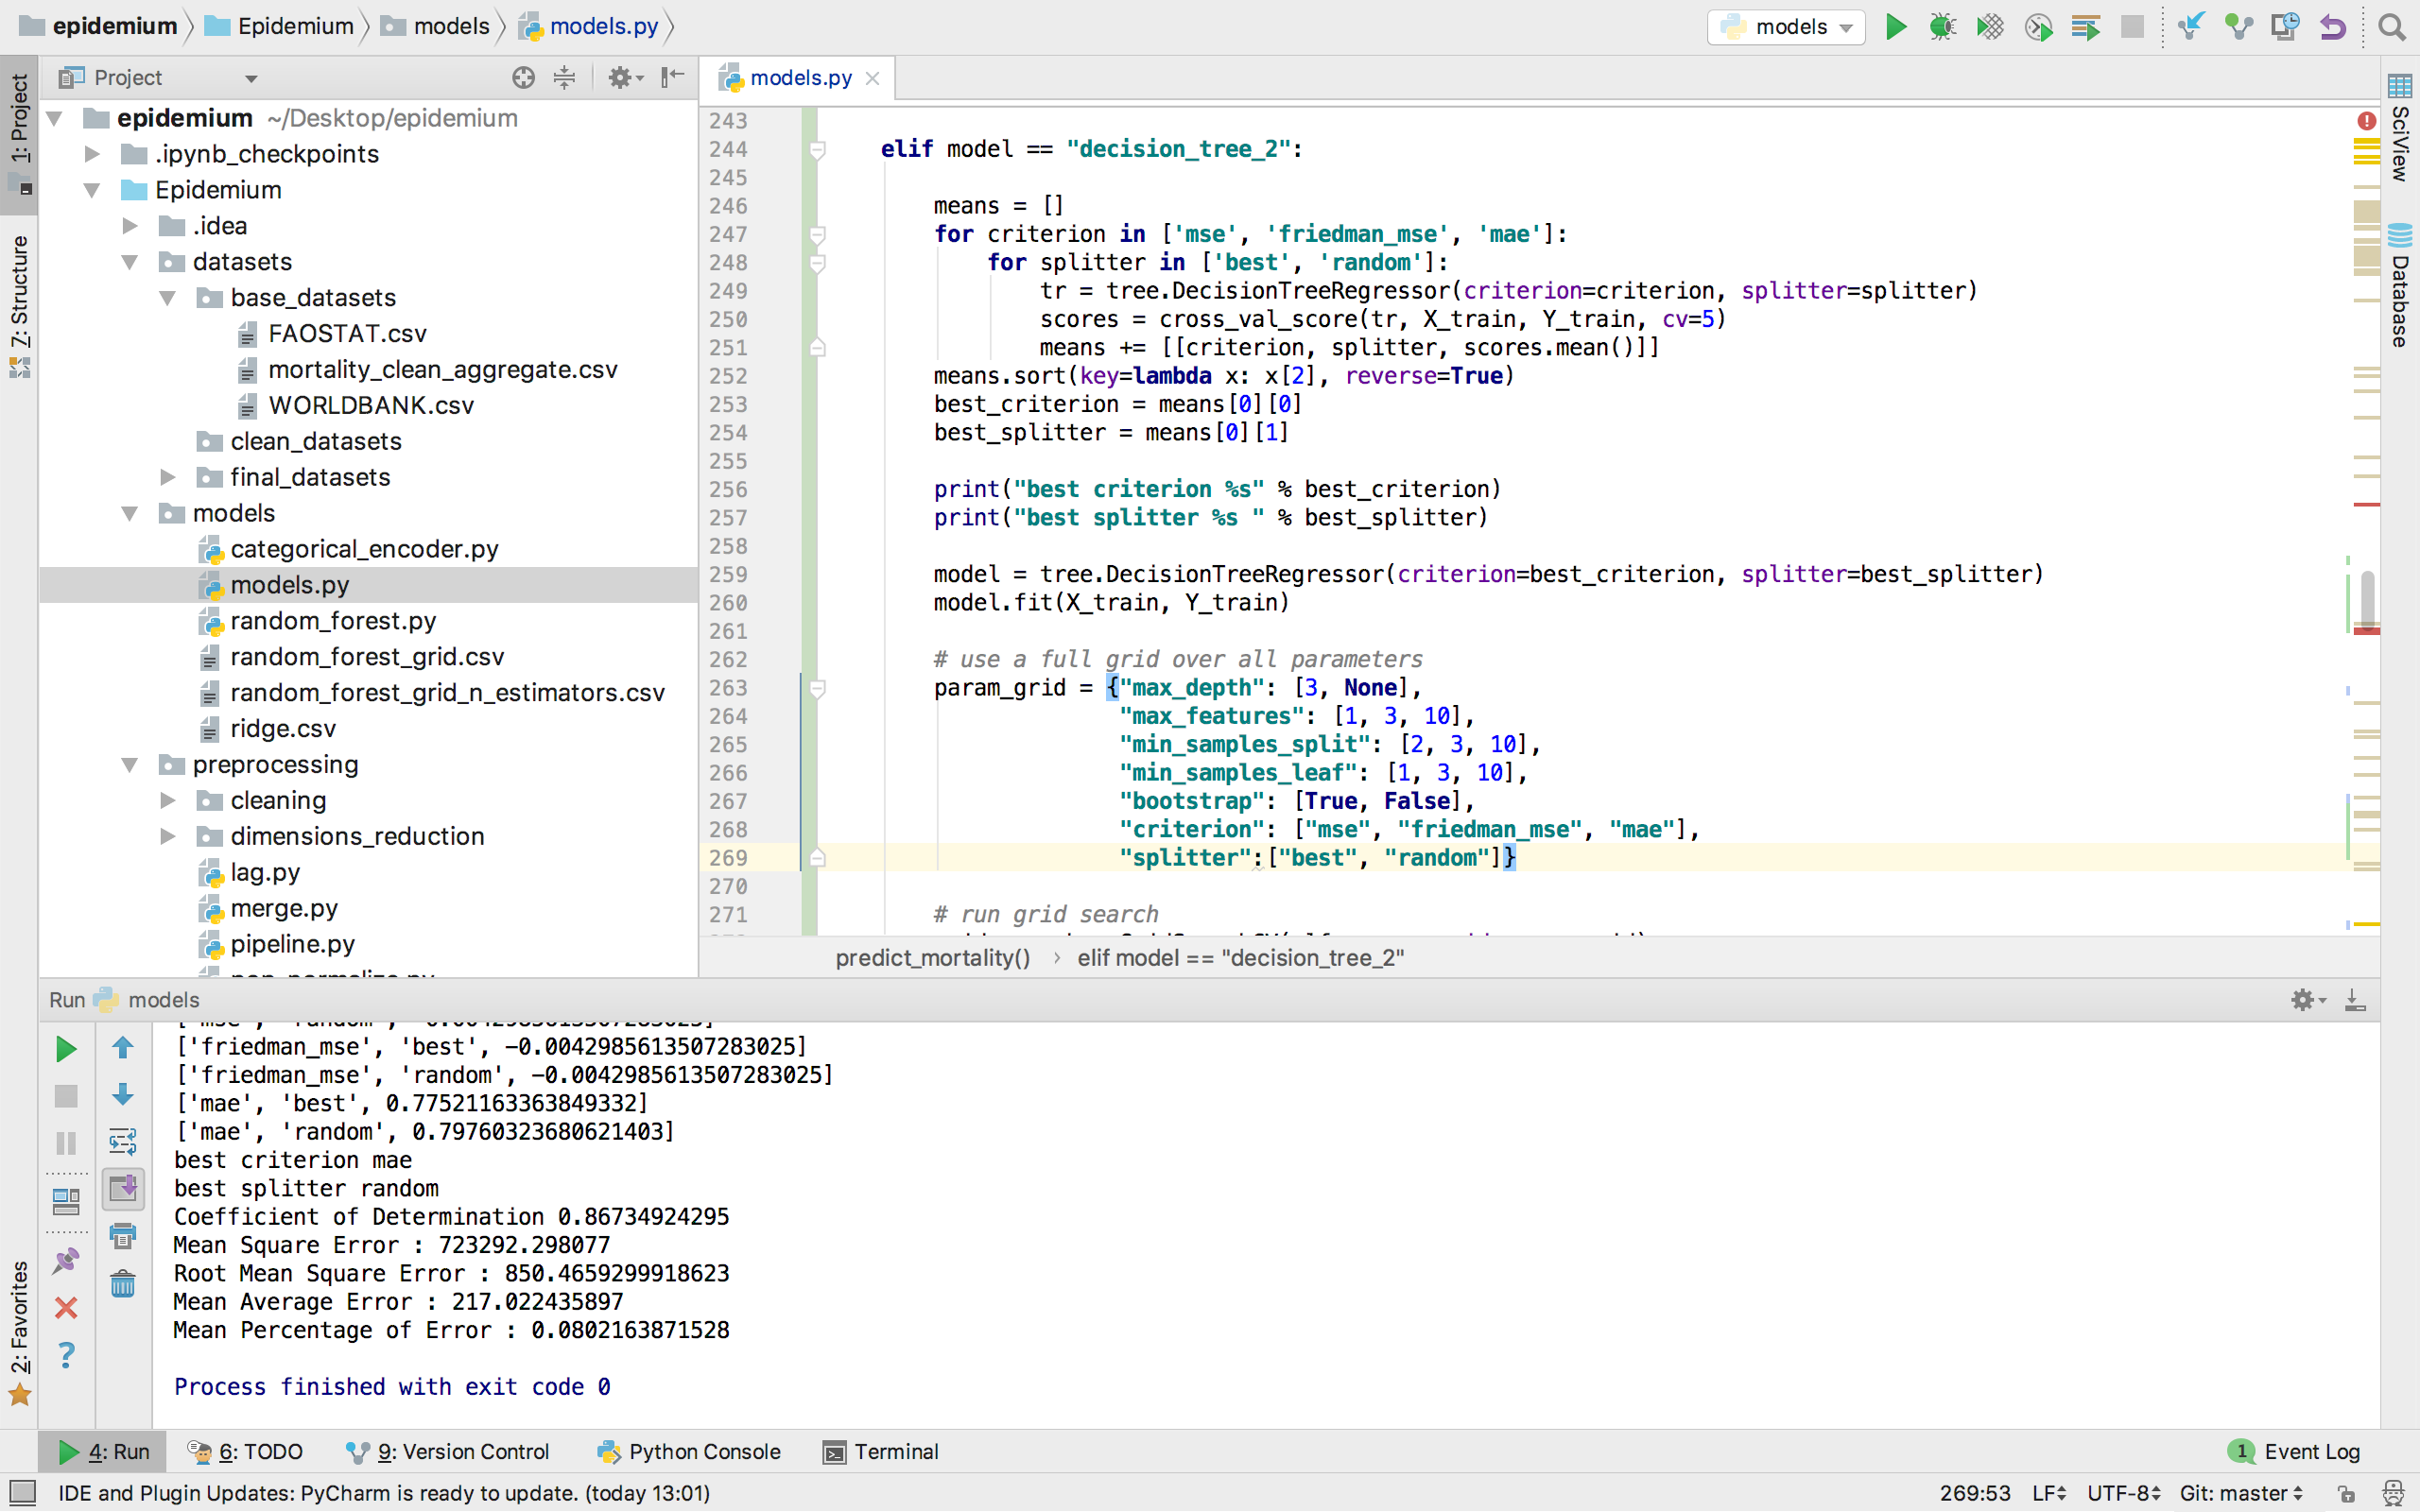 epidemium Epidemium models models.py models
1: Project
7: Structure
2: Favorites
Project
epidemium ~/Desktop/epidemium
.ipynb_checkpoints
Epidemium
.idea
datasets
base_datasets
FAOSTAT.csv
mortality_clean_aggregate.csv
WORLDBANK.csv
clean_datasets
final_datasets
models
categorical_encoder.py
models.py
random_forest.py
random_forest_grid.csv
random_forest_grid_n_estimators.csv
ridge.csv
preprocessing
cleaning
dimensions_reduction
lag.py
merge.py
pipeline.py
models.py
243
244 elif model == "decision_tree_2":
245
246 means = []
247 for criterion in ['mse', 'friedman_mse', 'mae']:
248 for splitter in ['best', 'random']:
249 tr = tree.DecisionTreeRegressor(criterion=criterion, splitter=splitter)
250 scores = cross_val_score(tr, X_train, Y_train, cv=5)
251 means += [[criterion, splitter, scores.mean()]]
252 means.sort(key=lambda x: x[2], reverse=True)
253 best_criterion = means[0][0]
254 best_splitter = means[0][1]
255
256 print("best criterion %s" % best_criterion)
257 print("best splitter %s " % best_splitter)
258
259 model = tree.DecisionTreeRegressor(criterion=best_criterion, splitter=best_splitter)
260 model.fit(X_train, Y_train)
261
262 # use a full grid over all parameters
263 param_grid = {"max_depth": [3, None],
264 "max_features": [1, 3, 10],
265 "min_samples_split": [2, 3, 10],
266 "min_samples_leaf": [1, 3, 10],
267 "bootstrap": [True, False],
268 "criterion": ["mse", "friedman_mse", "mae"],
269 "splitter":["best", "random"]}
270
271 # run grid search
predict_mortality() › elif model == "decision_tree_2"
SciView
Database
Run models
['friedman_mse', 'best', -0.0042985613507283025]
['friedman_mse', 'random', -0.0042985613507283025]
['mae', 'best', 0.77521163363849332]
['mae', 'random', 0.79760323680621403]
best criterion mae
best splitter random
Coefficient of Determination 0.86734924295
Mean Square Error : 723292.298077
Root Mean Square Error : 850.4659299918623
Mean Average Error : 217.022435897
Mean Percentage of Error : 0.0802163871528
Process finished with exit code 0
4: Run 6: TODO 9: Version Control Python Console Terminal 1 Event Log
IDE and Plugin Updates: PyCharm is ready to update. (today 13:01) 269:53 LF UTF-8 Git: master